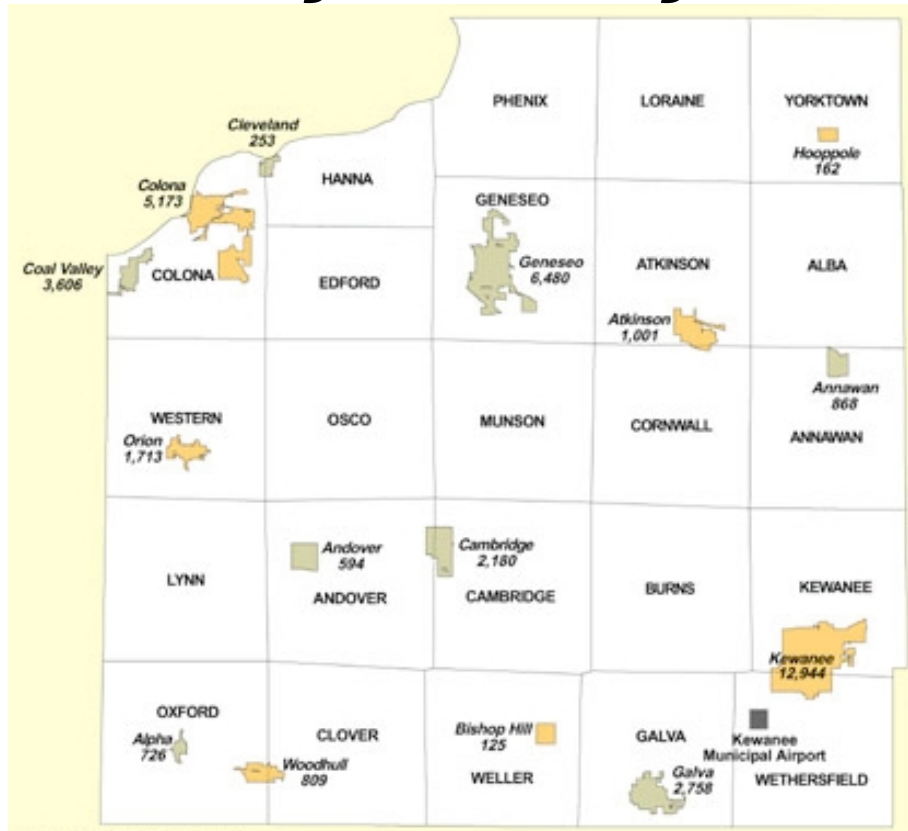 PHENIX
LORAINE
YORKTOWN
Cleveland
253
Hooppole
162
HANNA
Colona
5,173
GENESEO
Coal Valley
3,606
COLONA
EDFORD
Geneseo
6,480
ATKINSON
ALBA
Atkinson
1,001
Annawan
868
WESTERN
OSCO
MUNSON
CORNWALL
ANNAWAN
Orion
1,713
Andover
594
Cambridge
2,180
LYNN
ANDOVER
CAMBRIDGE
BURNS
KEWANEE
Kewanee
12,944
OXFORD
Alpha
726
CLOVER
Bishop Hill
125
GALVA
Kewanee
Municipal Airport
Woodhull
809
WELLER
Galva
2,758
WETHERSFIELD